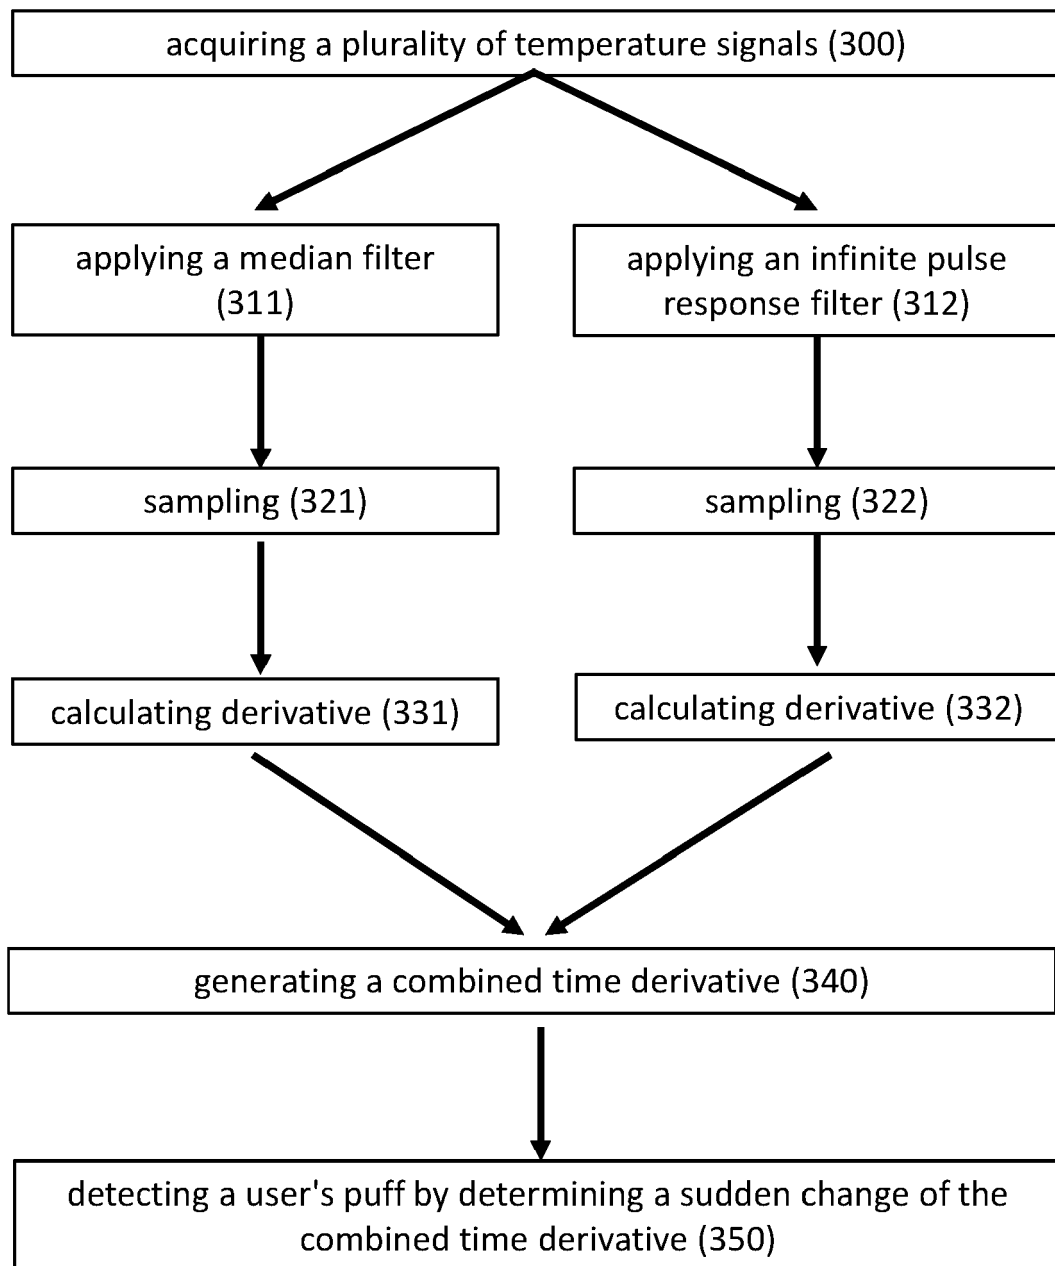 acquiring a plurality of temperature signals (300)
applying a median filter
(311)
applying an infinite pulse
response filter (312)
sampling (321)
sampling (322)
calculating derivative (331)
calculating derivative (332)
generating a combined time derivative (340)
detecting a user's puff by determining a sudden change of the
combined time derivative (350)